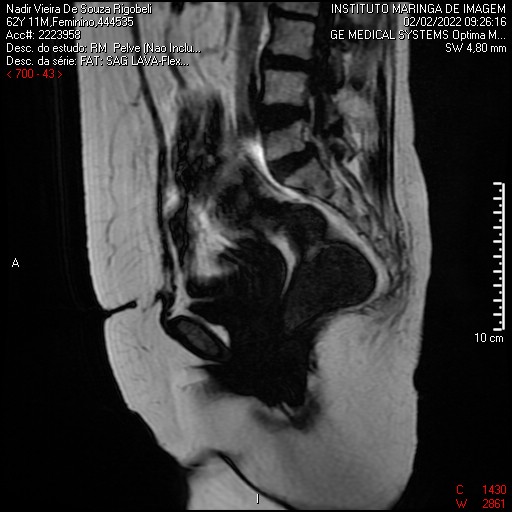 Nadir Vieira De Souza Rigobeli
62Y 11M,Feminino,444535
Acc#: 2223958
Desc. do estudo: RM_Pelve (Nao Inclu...
Desc. da série: FAT: SAG LAVA-Flex...
< 700 - 43 >
INSTITUTO MARINGA DE IMAGEM
02/02/2022 09:26:16
GE MEDICAL SYSTEMS Optima M...
SW 4,80 mm
A
10 cm
I
C 1430
W 2861